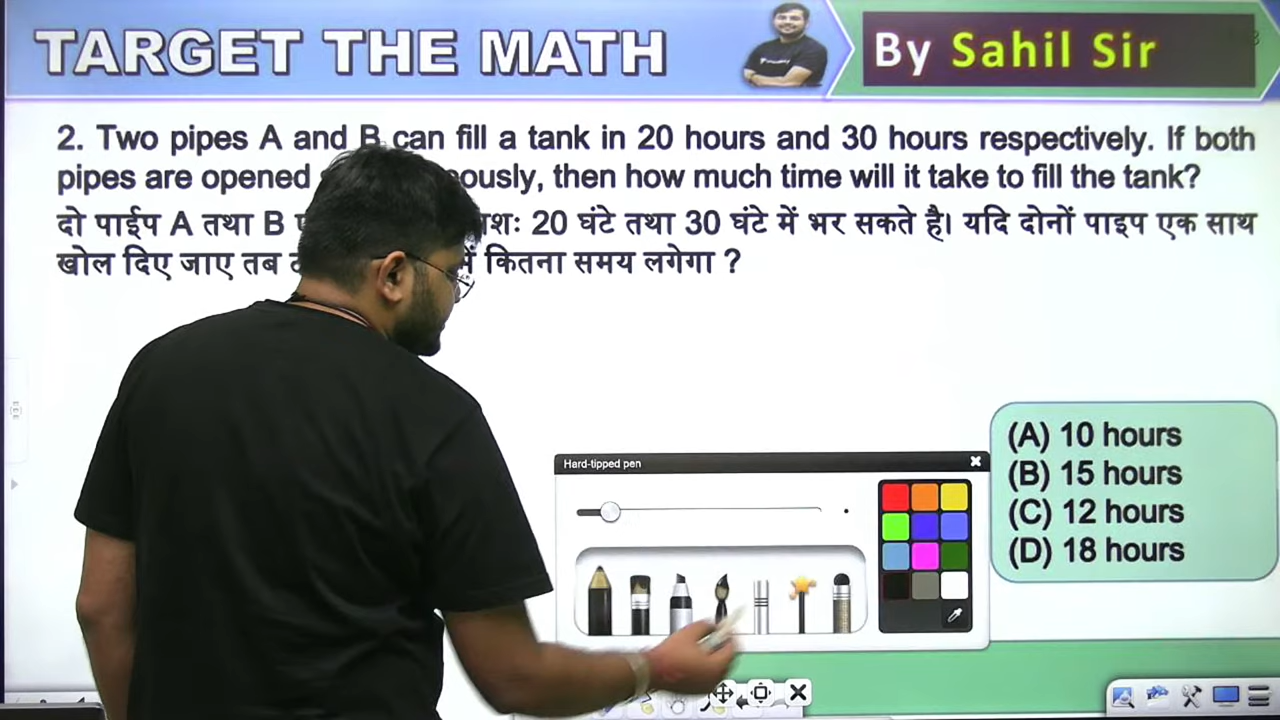 TARGET THE MATH
By Sahil Sir
2. Two pipes A and B can fill a tank in 20 hours and 30 hours respectively. If both
pipes are opened then how much time will it take to fill the tank?
दो पाईप A तथा B 20 घंटे तथा 30 घंटे में भर सकते है। यदि दोनों पाइप एक साथ
खोल दिए जाए तब में कितना समय लगेगा ?
Hard-tipped pen
(A) 10 hours
(B) 15 hours
(C) 12 hours
(D) 18 hours